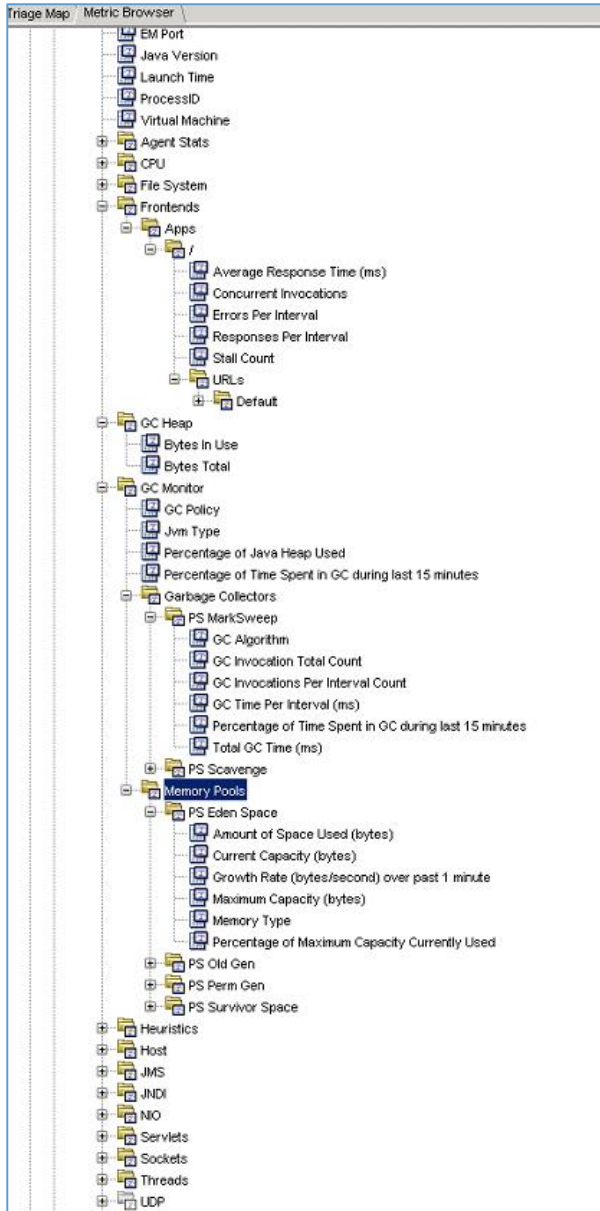 Triage Map Metric Browser
EM Port
Java Version
Launch Time
ProcessID
Virtual Machine
Agent Stats
CPU
File System
Frontends
Apps
/
Average Response Time (ms)
Concurrent Invocations
Errors Per Interval
Responses Per Interval
Stall Count
URLs
Default
GC Heap
Bytes In Use
Bytes Total
GC Monitor
GC Policy
Jvm Type
Percentage of Java Heap Used
Percentage of Time Spent in GC during last 15 minutes
Garbage Collectors
PS MarkSweep
GC Algorithm
GC Invocation Total Count
GC Invocations Per Interval Count
GC Time Per Interval (ms)
Percentage of Time Spent in GC during last 15 minutes
Total GC Time (ms)
PS Scavenge
Memory Pools
PS Eden Space
Amount of Space Used (bytes)
Current Capacity (bytes)
Growth Rate (bytes/second) over past 1 minute
Maximum Capacity (bytes)
Memory Type
Percentage of Maximum Capacity Currently Used
PS Old Gen
PS Perm Gen
PS Survivor Space
Heuristics
Host
JMS
JNDI
NIO
Servlets
Sockets
Threads
UDP